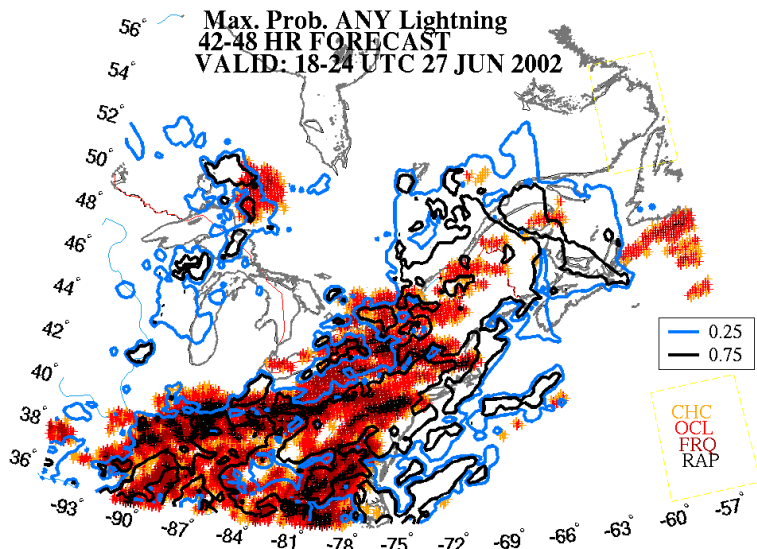 Max. Prob. ANY Lightning
42-48 HR FORECAST
VALID: 18-24 UTC 27 JUN 2002
56°
54°
52°
50°
48°
46°
44°
42°
40°
38°
36°
0.25
0.75
CHC
OCL
FRQ
RAP
-93 -90 -87 -84 -81 -78 -75 -72 -69 -66 -63 -60 -57